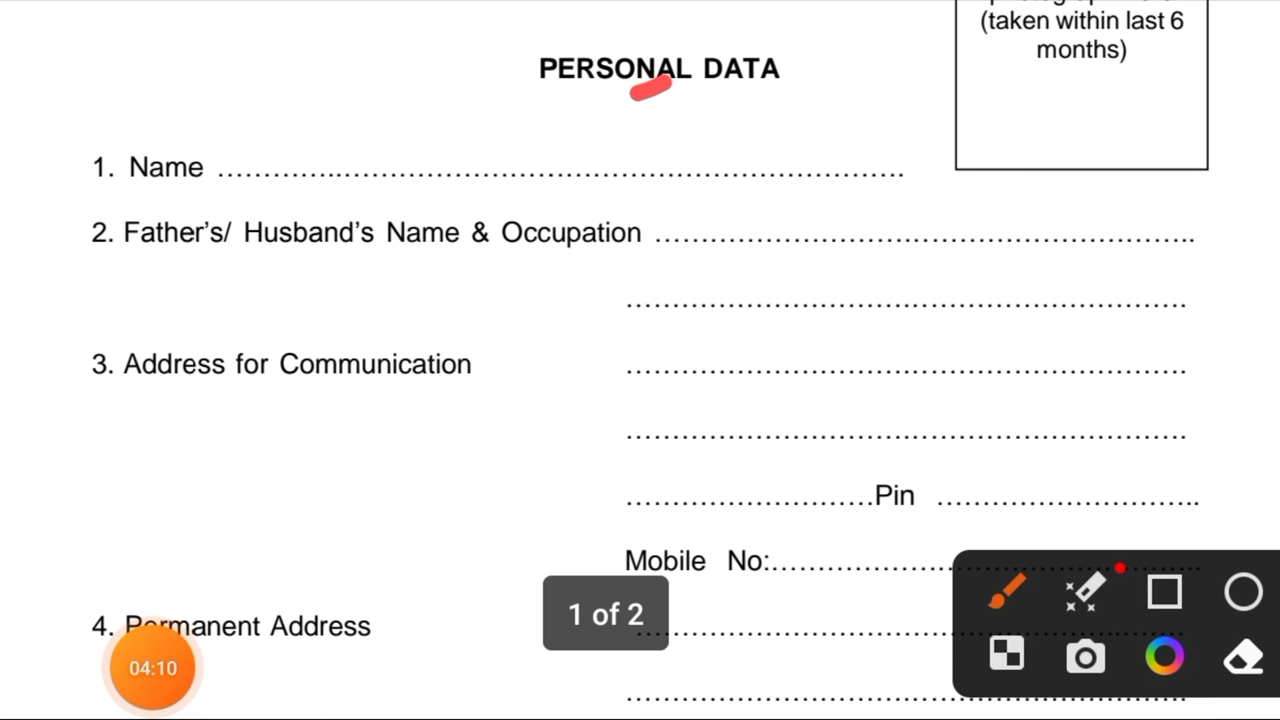 (taken within last 6
months)
PERSONAL DATA
1. Name ……………………………………………………………
2. Father's/ Husband's Name & Occupation ……………………………………………..
……………………………………………….
3. Address for Communication ……………………………………………….
……………………………………………….
……………………Pin ……………………..
Mobile No:……………………………..
1 of 2
4. Permanent Address ……………………………………………
04:10
……………………………………………….